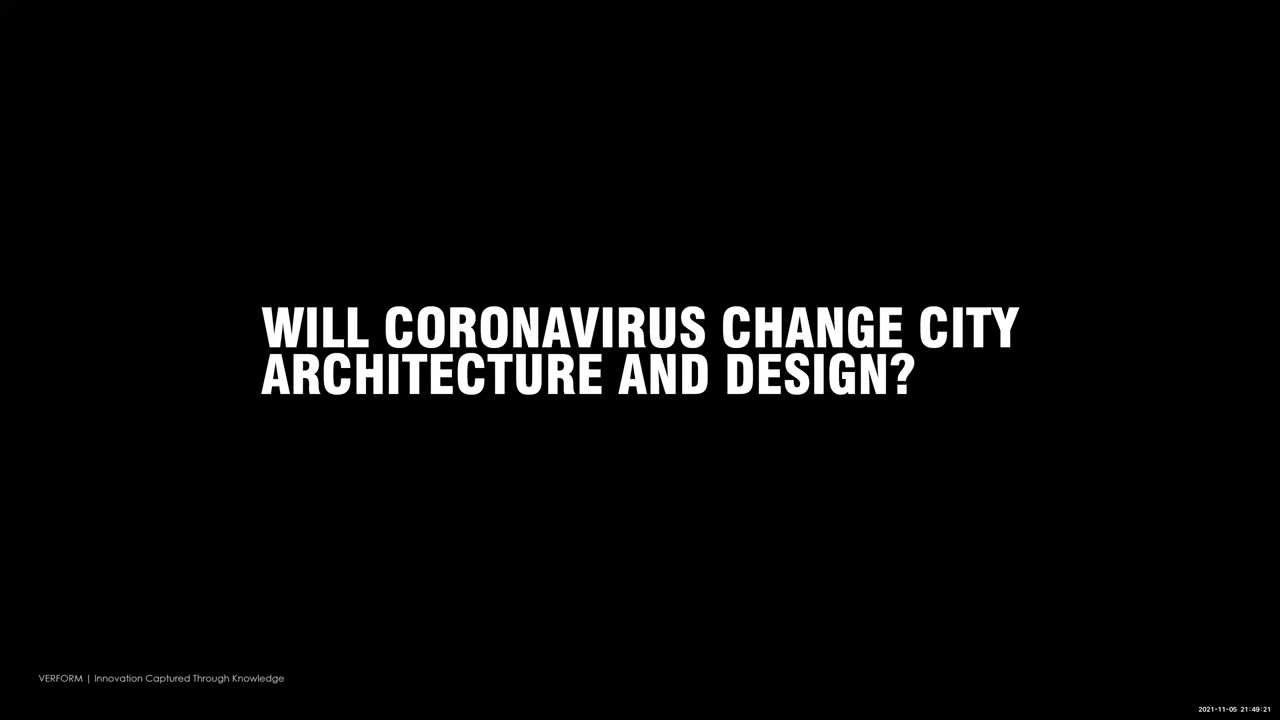 WILL CORONAVIRUS CHANGE CITY
ARCHITECTURE AND DESIGN?
VERFORM | Innovation Captured Through Knowledge
2021-11-05 21:49:21